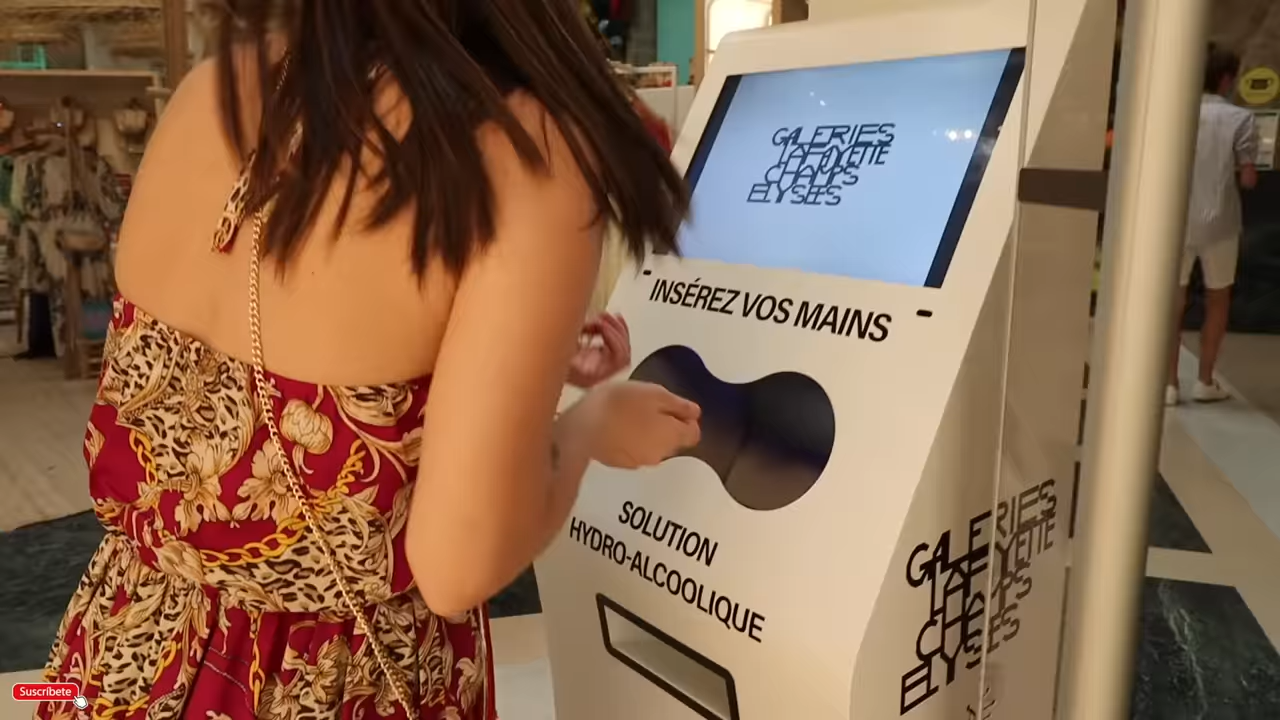 GALERIES
LAFAYETTE
CHAMPS
ELYSÉES
INSÉREZ VOS MAINS
SOLUTION
HYDRO-ALCOOLIQUE
GALERIES
LAFAYETTE
CHAMPS
ELYSÉES
Suscríbete